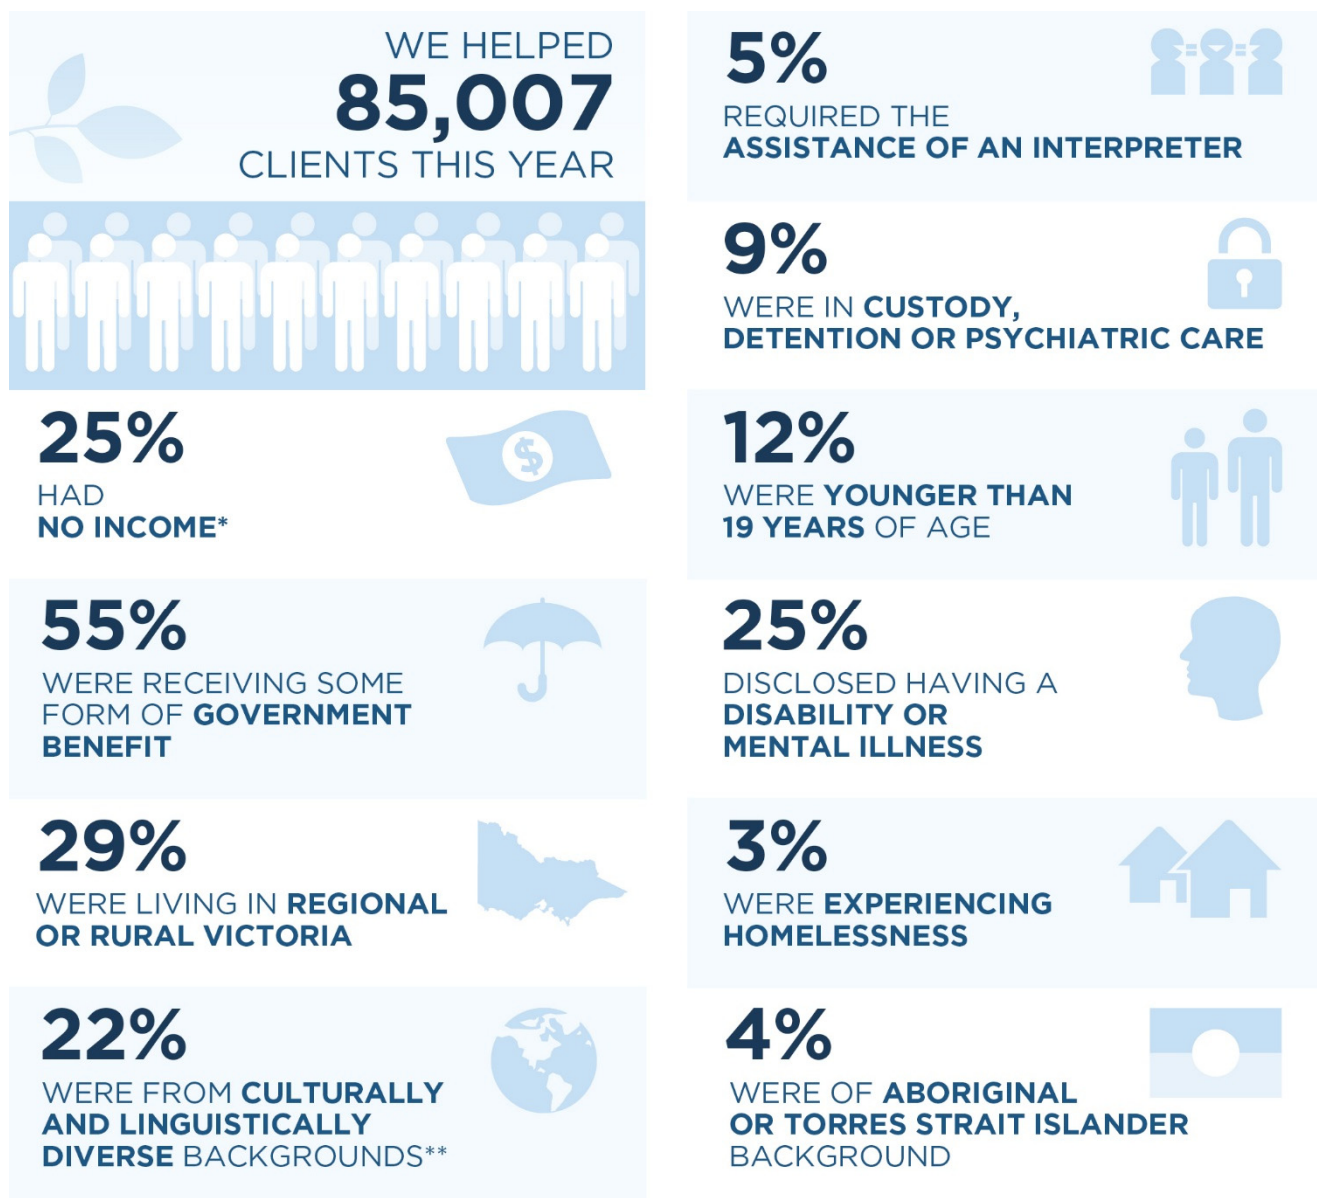 WE HELPED
85,007
CLIENTS THIS YEAR
25%
HAD
NO INCOME*
$
55%
WERE RECEIVING SOME
FORM OF GOVERNMENT
BENEFIT
29%
WERE LIVING IN REGIONAL
OR RURAL VICTORIA
22%
WERE FROM CULTURALLY
AND LINGUISTICALLY
DIVERSE BACKGROUNDS**
5%
REQUIRED THE
ASSISTANCE OF AN INTERPRETER
9%
WERE IN CUSTODY,
DETENTION OR PSYCHIATRIC CARE
12%
WERE YOUNGER THAN
19 YEARS OF AGE
25%
DISCLOSED HAVING A
DISABILITY OR
MENTAL ILLNESS
3%
WERE EXPERIENCING
HOMELESSNESS
4%
WERE OF ABORIGINAL
OR TORRES STRAIT ISLANDER
BACKGROUND